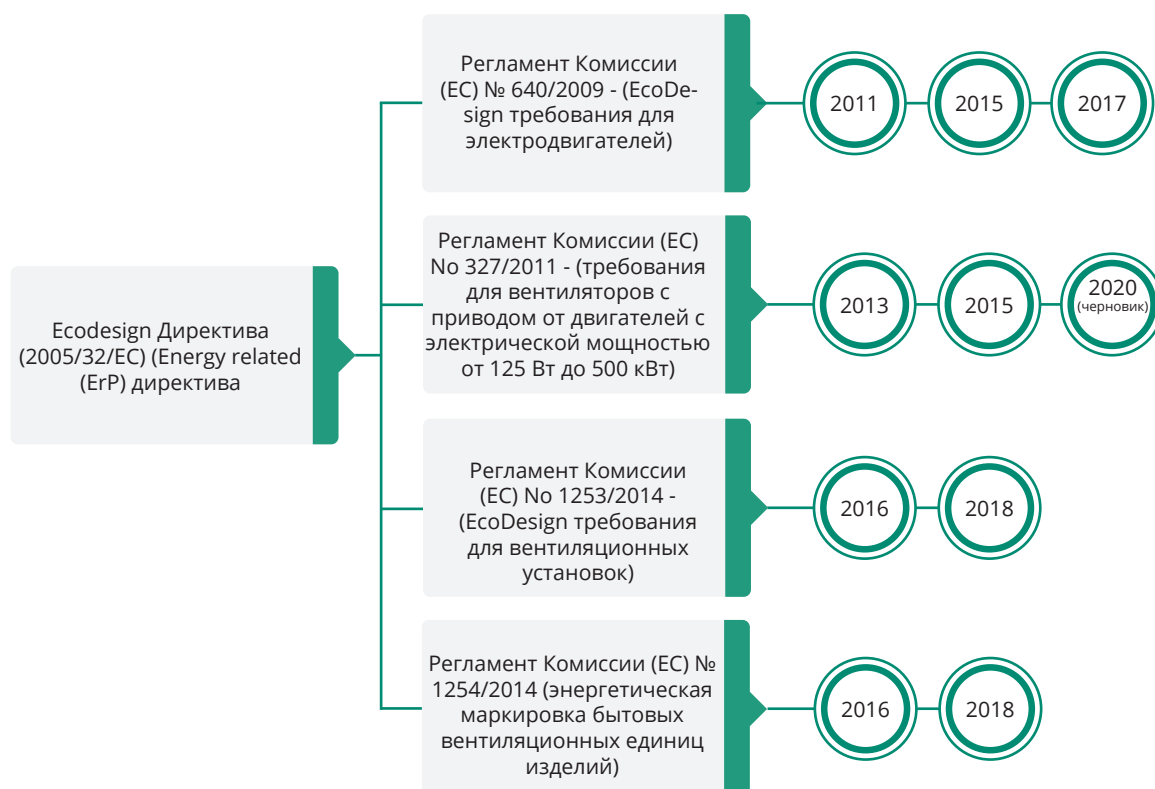 Ecodesign Директива
(2005/32/EC) (Energy related
(ErP) директива
Регламент Комиссии
(ЕС) № 640/2009 - (EcoDe-
sign требования для
электродвигателей)
2011
2015
2017
Регламент Комиссии (ЕС)
No 327/2011 - (требования
для вентиляторов с
приводом от двигателей с
электрической мощностью
от 125 Вт до 500 кВт)
2013
2015
2020
(черновик)
Регламент Комиссии
(ЕС) No 1253/2014 -
(EcoDesign требования
для вентиляционных
установок)
2016
2018
Регламент Комиссии (ЕС) №
1254/2014 (энергетическая
маркировка бытовых
вентиляционных единиц
изделий)
2016
2018